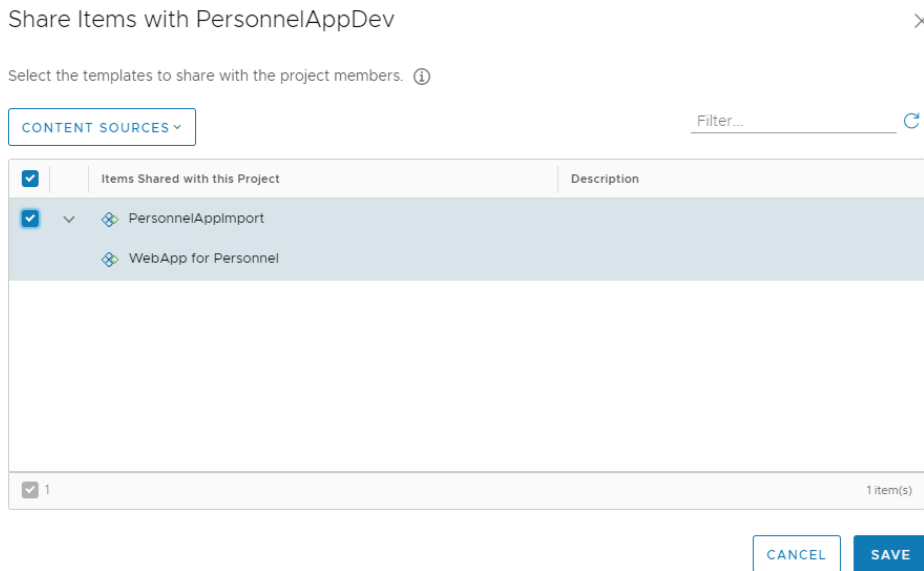 Share Items with PersonnelAppDev
Select the templates to share with the project members.
CONTENT SOURCES
Filter...
Items Shared with this Project
Description
PersonnelAppImport
WebApp for Personnel
1
1 item(s)
CANCEL
SAVE